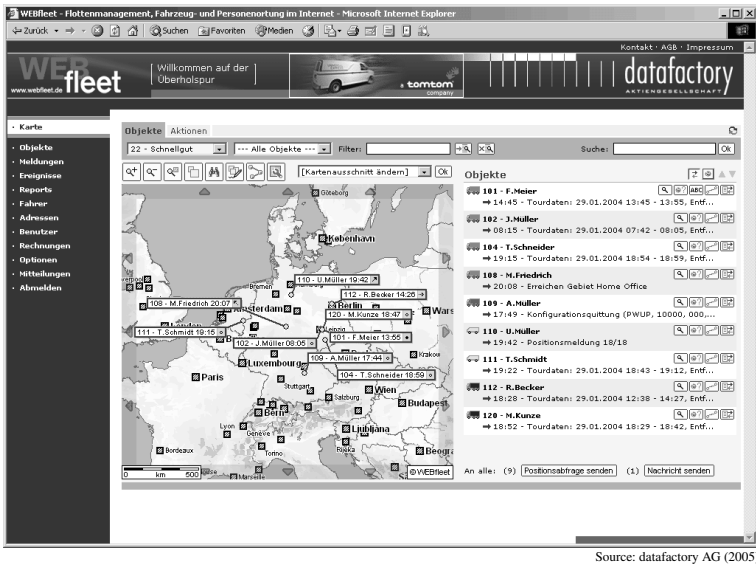 WEBfleet - Flottenmanagement, Fahrzeug- und Personenortung im Internet - Microsoft Internet Explorer
Zurück
Suchen
Favoriten
Medien
Kontakt · AGB · Impressum
WEB fleet
www.webfleet.de
Willkommen auf der
Überholspur
tomtom
company
datafactory
AKTIENGESELLSCHAFT
Karte
Objekte
Meldungen
Ereignisse
Reports
Fahrer
Adressen
Benutzer
Rechnungen
Optionen
Mitteilungen
Abmelden
Objekte Aktionen
22 - Schnellgut --- Alle Objekte --- Filter: Suche: Ok
[Kartenausschnitt ändern] Ok
Göteborg
København
Bremen
110 - U.Müller 19:42
112 - R.Becker 14:26
108 - M.Friedrich 20:07
Amsterdam
Berlin
120 - M.Kunze 18:47
Leipzig
111 - T.Schmidt 19:15
101 - F.Meier 13:55
102 - J.Müller 08:05
109 - A.Müller 17:44
Krakow
Luxembourg
104 - T.Schneider 18:59
Paris
Stuttgart
Wien
Salzburg
Budapest
Bern
Lyon
Genève
Ljubljana
Torino
Rijeka
Bordeaux
Marseille
0 km 500
©WEBfleet
Objekte
101 - F.Meier ABC
14:45 - Tourdaten: 29.01.2004 13:45 - 13:55, Entf...
102 - J.Müller
08:15 - Tourdaten: 29.01.2004 07:42 - 08:05, Entf...
104 - T.Schneider
19:15 - Tourdaten: 29.01.2004 18:54 - 18:59, Entf...
108 - M.Friedrich
20:08 - Erreichen Gebiet Home Office
109 - A.Müller
17:49 - Konfigurationsquittung (PWUP, 10000, 000,...
110 - U.Müller
19:42 - Positionsmeldung 18/18
111 - T.Schmidt
19:22 - Tourdaten: 29.01.2004 18:43 - 19:12, Entf...
112 - R.Becker
18:28 - Tourdaten: 29.01.2004 12:38 - 14:27, Entf...
120 - M.Kunze
18:52 - Tourdaten: 29.01.2004 18:29 - 18:42, Entf...
An alle: (9) Positionsabfrage senden (1) Nachricht senden
Source: datafactory AG (2005